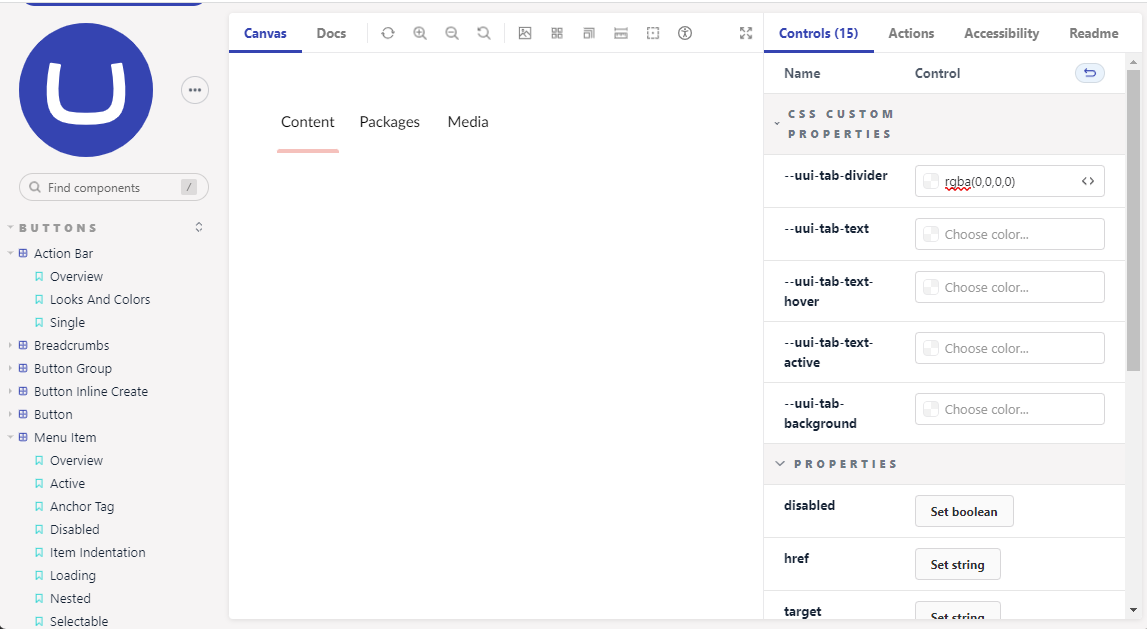 Canvas
Docs
Controls (15)
Actions
Accessibility
Readme
Find components
/
BUTTONS
Action Bar
Overview
Looks And Colors
Single
Breadcrumbs
Button Group
Button Inline Create
Button
Menu Item
Overview
Active
Anchor Tag
Disabled
Item Indentation
Loading
Nested
Selectable
Content
Packages
Media
Name
Control
CSS CUSTOM
PROPERTIES
--uui-tab-divider
rgba(0,0,0,0)
--uui-tab-text
Choose color...
--uui-tab-text-
hover
Choose color...
--uui-tab-text-
active
Choose color...
--uui-tab-
background
Choose color...
PROPERTIES
disabled
Set boolean
href
Set string
target
Set string